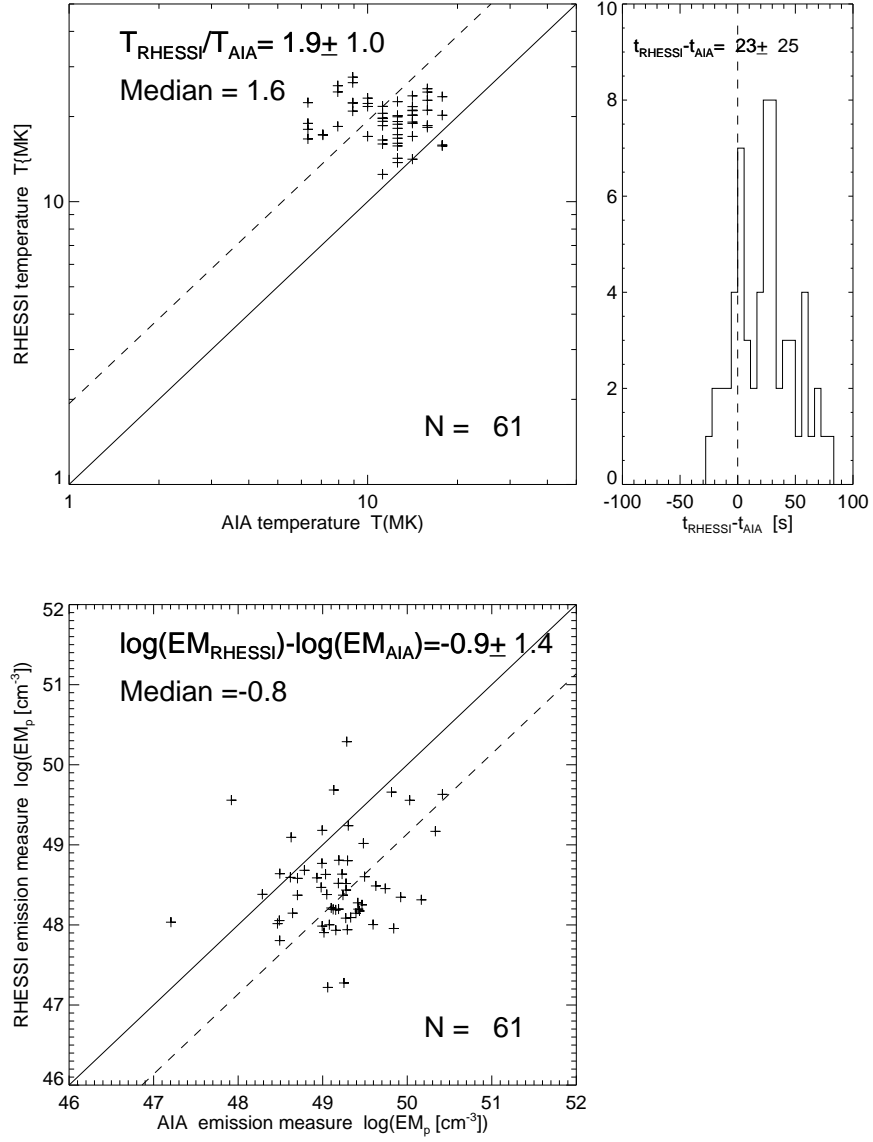 T_RHESSI/T_AIA= 1.9± 1.0
Median = 1.6
N = 61
RHESSI temperature T{MK]
10
1
1
10
AIA temperature T(MK)
t_RHESSI-t_AIA= 23± 25
10
8
6
4
2
0
-100 -50 0 50 100
t_RHESSI-t_AIA [s]
log(EM_RHESSI)-log(EM_AIA)=-0.9± 1.4
Median =-0.8
N = 61
RHESSI emission measure log(EM_p [cm^-3])
52
51
50
49
48
47
46
46 47 48 49 50 51 52
AIA emission measure log(EM_p [cm^-3])